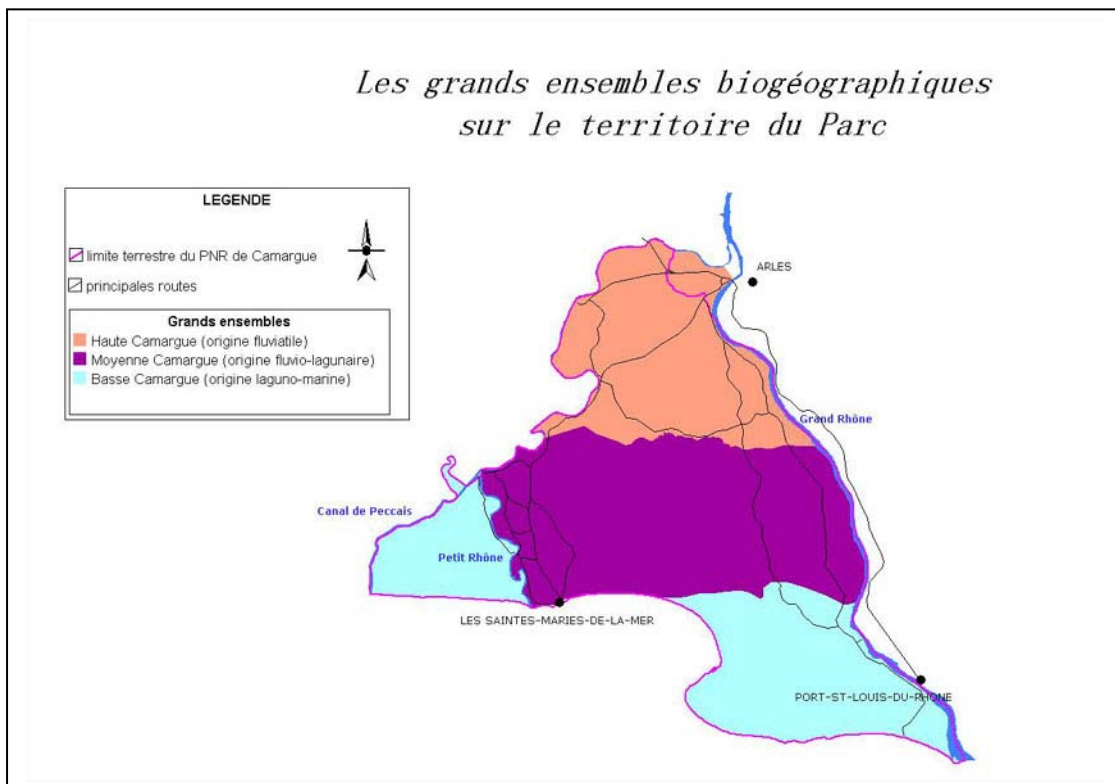 Les grands ensembles biogéographiques
sur le territoire du Parc
LEGENDE
limite terrestre du PNR de Camargue
principales routes
Grands ensembles
Haute Camargue (origine fluviatile)
Moyenne Camargue (origine fluvio-lagunaire)
Basse Camargue (origine laguno-marine)
ARLES
Grand Rhône
Canal de Peccais
Petit Rhône
LES SAINTES-MARIES-DE-LA-MER
PORT-ST-LOUIS-DU-RHONE